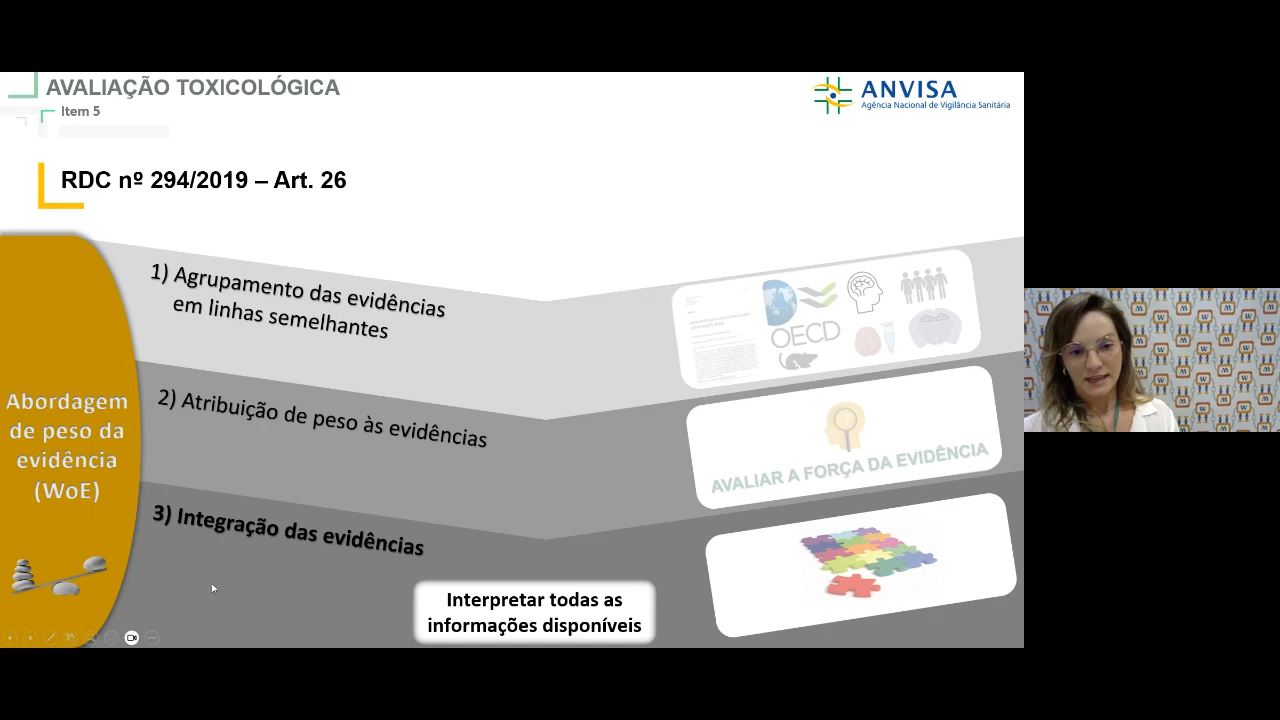 AVALIAÇÃO TOXICOLÓGICA
Item 5
ANVISA
Agência Nacional de Vigilância Sanitária
RDC nº 294/2019 – Art. 26
Abordagem
de peso da
evidência
(WoE)
1) Agrupamento das evidências
em linhas semelhantes
OECD
2) Atribuição de peso às evidências
AVALIAR A FORÇA DA EVIDÊNCIA
3) Integração das evidências
Interpretar todas as
informações disponíveis